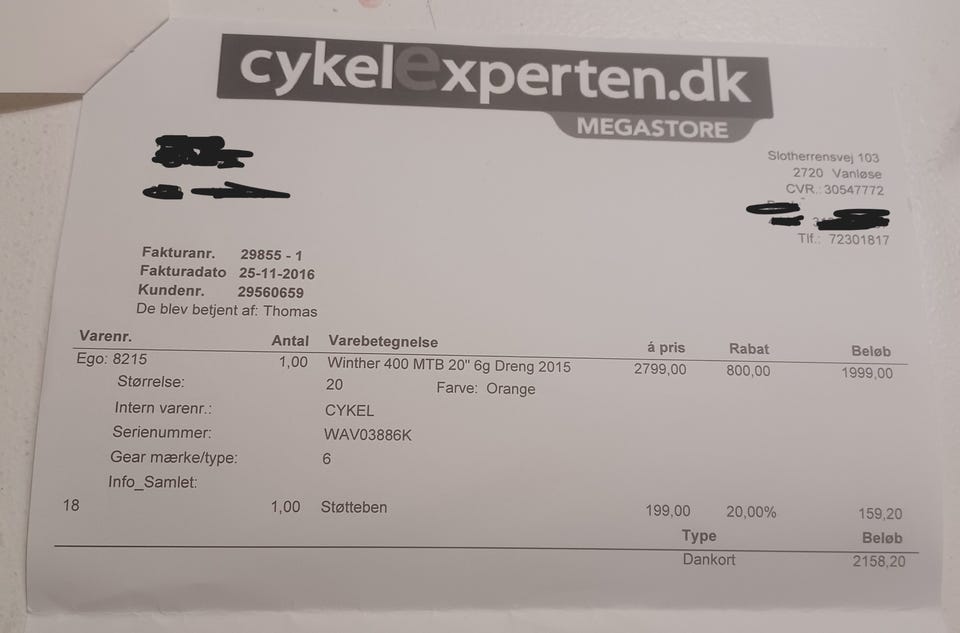 cykelexperten.dk
MEGASTORE
Slotherrensvej 103
2720 Vanløse
CVR.: 30547772
Tlf.: 72301817
Fakturanr. 29855 - 1
Fakturadato 25-11-2016
Kundenr. 29560659
De blev betjent af: Thomas
Varenr. Antal Varebetegnelse á pris Rabat Beløb
Ego: 8215 1,00 Winther 400 MTB 20" 6g Dreng 2015 2799,00 800,00 1999,00
Størrelse: 20 Farve: Orange
Intern varenr.: CYKEL
Serienummer: WAV03886K
Gear mærke/type: 6
Info_Samlet:
18 1,00 Støtteben 199,00 20,00% 159,20
Type Beløb
Dankort 2158,20